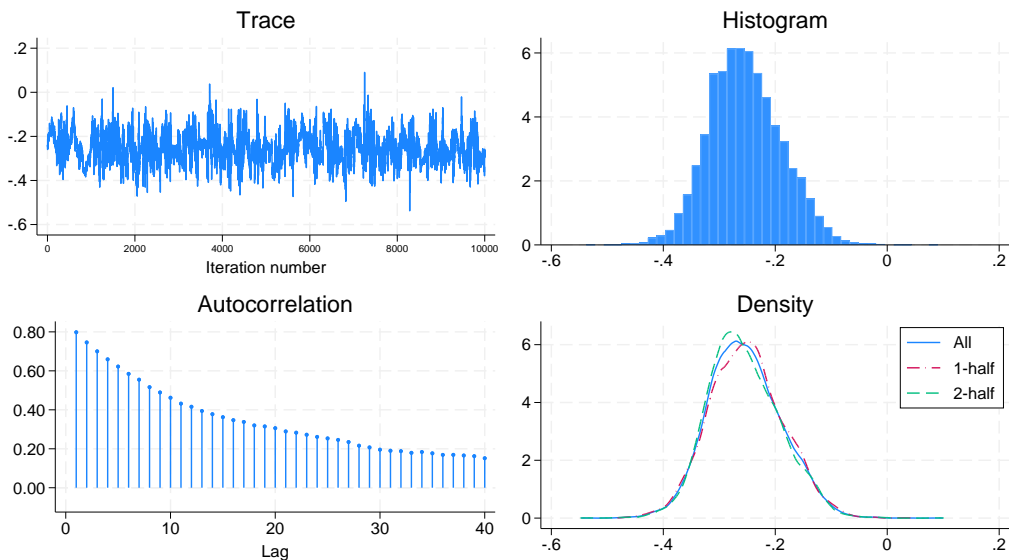 Trace
.2
0
-.2
-.4
-.6
0 2000 4000 6000 8000 10000
Iteration number
Histogram
6
4
2
0
-.6 -.4 -.2 0 .2
Autocorrelation
0.80
0.60
0.40
0.20
0.00
0 10 20 30 40
Lag
Density
6
4
2
0
-.6 -.4 -.2 0 .2
All
1-half
2-half